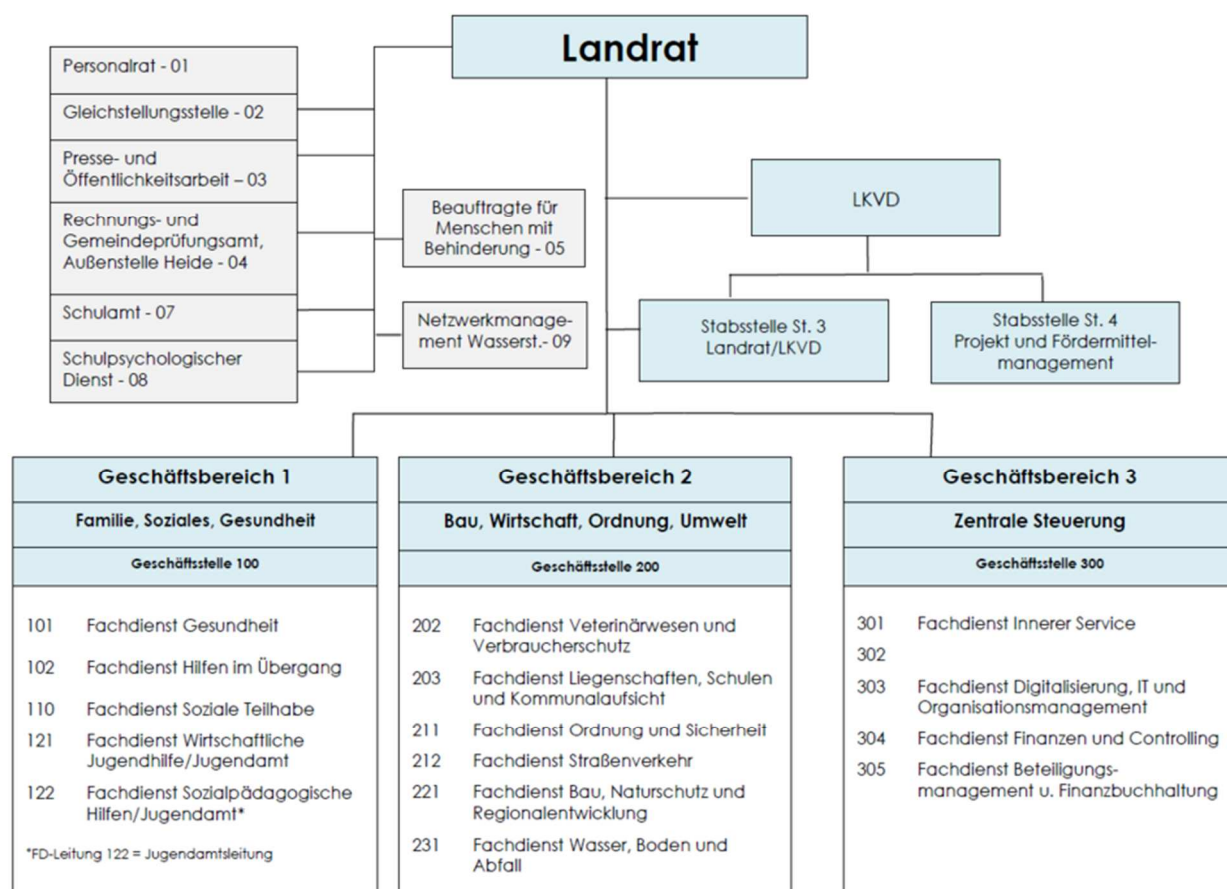 Landrat
Personalrat - 01
Gleichstellungsstelle - 02
Presse- und
Öffentlichkeitsarbeit – 03
Rechnungs- und
Gemeindeprüfungsamt,
Außenstelle Heide - 04
Schulamt - 07
Schulpsychologischer
Dienst - 08
Beauftragte für
Menschen mit
Behinderung - 05
Netzwerkmanage-
ment Wasserst.- 09
LKVD
Stabsstelle St. 3
Landrat/LKVD
Stabsstelle St. 4
Projekt und Fördermittel-
management
Geschäftsbereich 1
Familie, Soziales, Gesundheit
Geschäftsstelle 100
101 Fachdienst Gesundheit
102 Fachdienst Hilfen im Übergang
110 Fachdienst Soziale Teilhabe
121 Fachdienst Wirtschaftliche
Jugendhilfe/Jugendamt
122 Fachdienst Sozialpädagogische
Hilfen/Jugendamt*
*FD-Leitung 122 = Jugendamtsleitung
Geschäftsbereich 2
Bau, Wirtschaft, Ordnung, Umwelt
Geschäftsstelle 200
202 Fachdienst Veterinärwesen und
Verbraucherschutz
203 Fachdienst Liegenschaften, Schulen
und Kommunalaufsicht
211 Fachdienst Ordnung und Sicherheit
212 Fachdienst Straßenverkehr
221 Fachdienst Bau, Naturschutz und
Regionalentwicklung
231 Fachdienst Wasser, Boden und
Abfall
Geschäftsbereich 3
Zentrale Steuerung
Geschäftsstelle 300
301 Fachdienst Innerer Service
302
303 Fachdienst Digitalisierung, IT und
Organisationsmanagement
304 Fachdienst Finanzen und Controlling
305 Fachdienst Beteiligungs-
management u. Finanzbuchhaltung